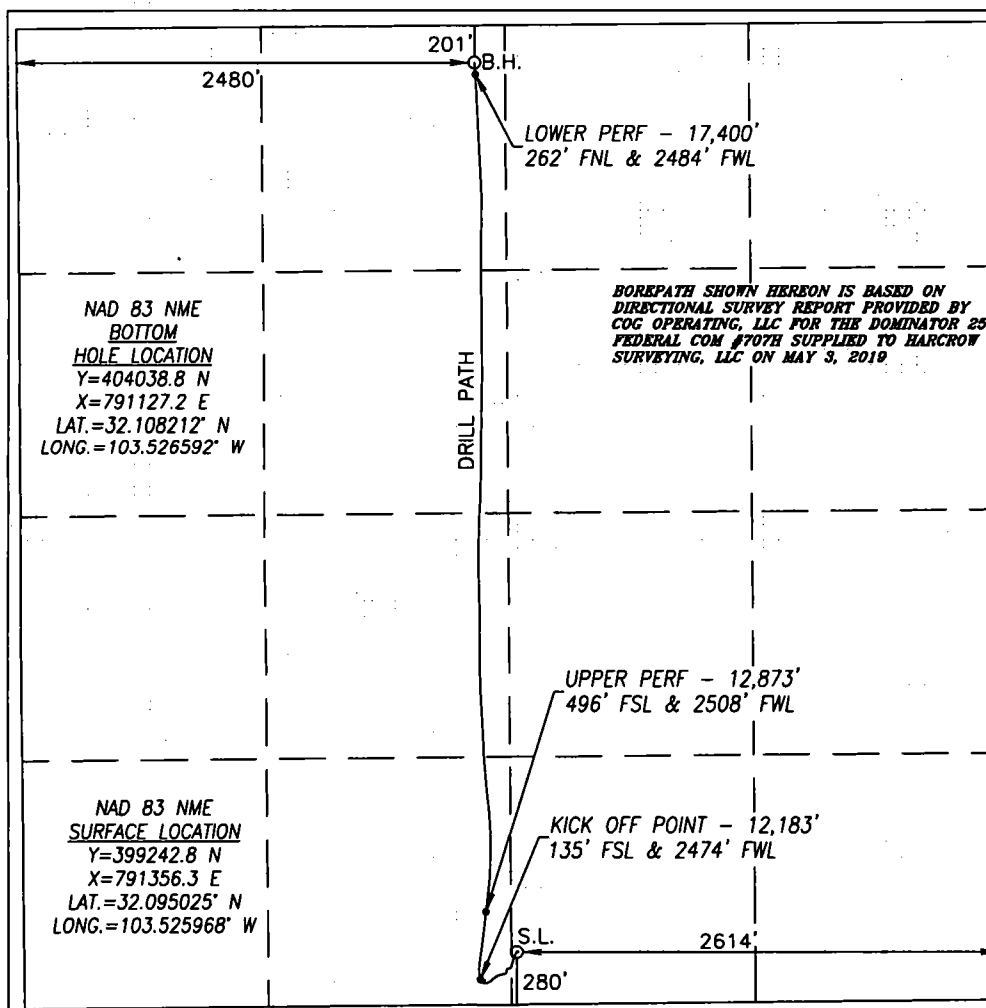 201'
B.H.
2480'
LOWER PERF - 17,400'
262' FNL & 2484' FWL
BOREPATH SHOWN HEREON IS BASED ON
DIRECTIONAL SURVEY REPORT PROVIDED BY
COG OPERATING, LLC FOR THE DOMINATOR 25
FEDERAL COM #707H SUPPLIED TO HARCROW
SURVEYING, LLC ON MAY 3, 2019
NAD 83 NME
BOTTOM
HOLE LOCATION
Y=404038.8 N
X=791127.2 E
LAT.=32.108212° N
LONG.=103.526592° W
DRILL PATH
UPPER PERF - 12,873'
496' FSL & 2508' FWL
NAD 83 NME
SURFACE LOCATION
Y=399242.8 N
X=791356.3 E
LAT.=32.095025° N
LONG.=103.525968° W
KICK OFF POINT - 12,183'
135' FSL & 2474' FWL
S.L.
2614'
280'